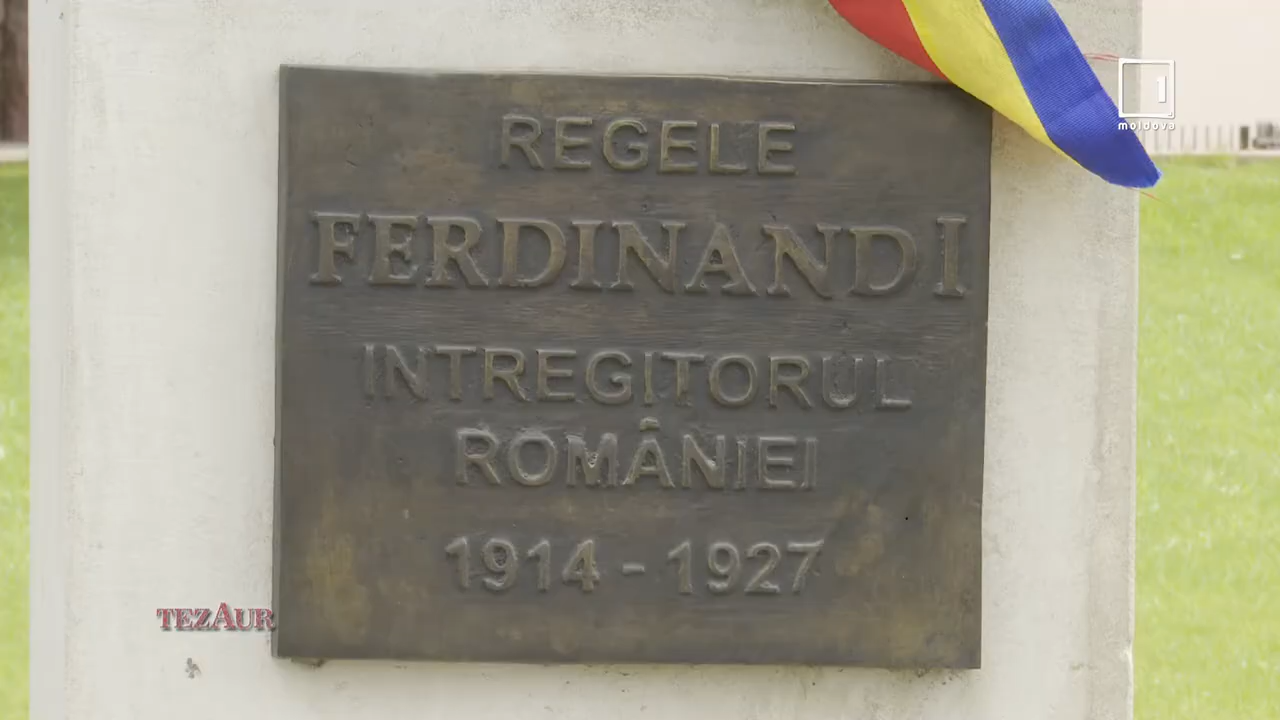 REGELE
FERDINAND I
INTREGITORUL
ROMÂNIEI
1914 - 1927
1
moldova
TEZAUR